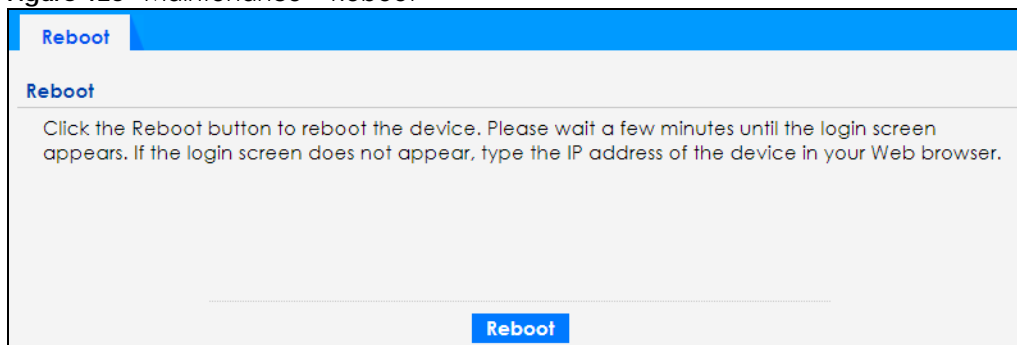 Reboot
Reboot
Click the Reboot button to reboot the device. Please wait a few minutes until the login screen
appears. If the login screen does not appear, type the IP address of the device in your Web browser.
Reboot